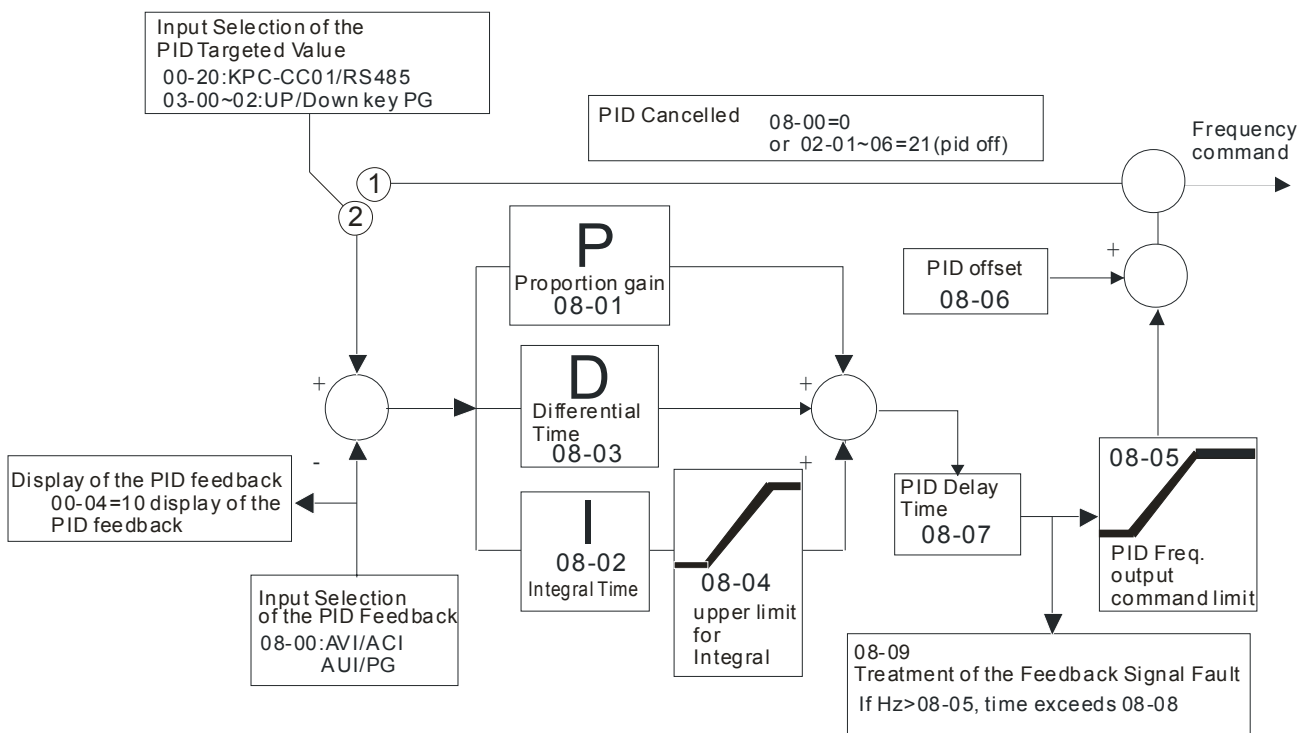 Input Selection of the
PID Targeted Value
00-20:KPC-CC01/RS485
03-00~02:UP/Down key PG
PID Cancelled
08-00=0
or 02-01~06=21(pid off)
Frequency
command
1
2
P
Proportion gain
08-01
PID offset
08-06
+
+
D
Differential
Time
08-03
+
+
-
Display of the PID feedback
00-04=10 display of the
PID feedback
I
08-02
Integral Time
08-04
upper limit
for
Integral
PID Delay
Time
08-07
08-05
PID Freq.
output
command limit
Input Selection
of the PID Feedback
08-00:AVI/ACI
AUI/PG
08-09
Treatment of the Feedback Signal Fault
If Hz>08-05, time exceeds 08-08